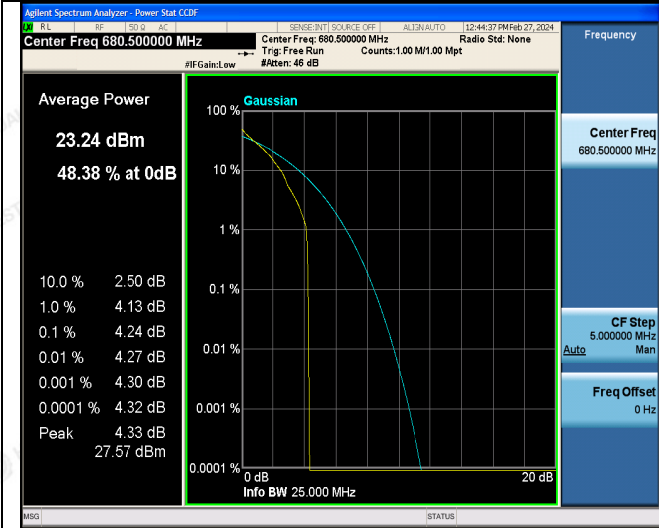 Agilent Spectrum Analyzer - Power Stat CCDF
LXI RL RF 50 Ω AC SENSE:INT SOURCE OFF ALIGN AUTO 12:44:37 PM Feb 27, 2024
Center Freq 680.500000 MHz
Center Freq: 680.500000 MHz Radio Std: None
Trig: Free Run Counts:1.00 M/1.00 Mpt
#IFGain:Low #Atten: 46 dB
Frequency
Average Power
23.24 dBm
48.38 % at 0dB
10.0 % 2.50 dB
1.0 % 4.13 dB
0.1 % 4.24 dB
0.01 % 4.27 dB
0.001 % 4.30 dB
0.0001 % 4.32 dB
Peak 4.33 dB
27.57 dBm
Gaussian
100 %
10 %
1 %
0.1 %
0.01 %
0.001 %
0.0001 %
0 dB 20 dB
Info BW 25.000 MHz
Center Freq
680.500000 MHz
CF Step
5.000000 MHz
Auto Man
Freq Offset
0 Hz
MSG STATUS